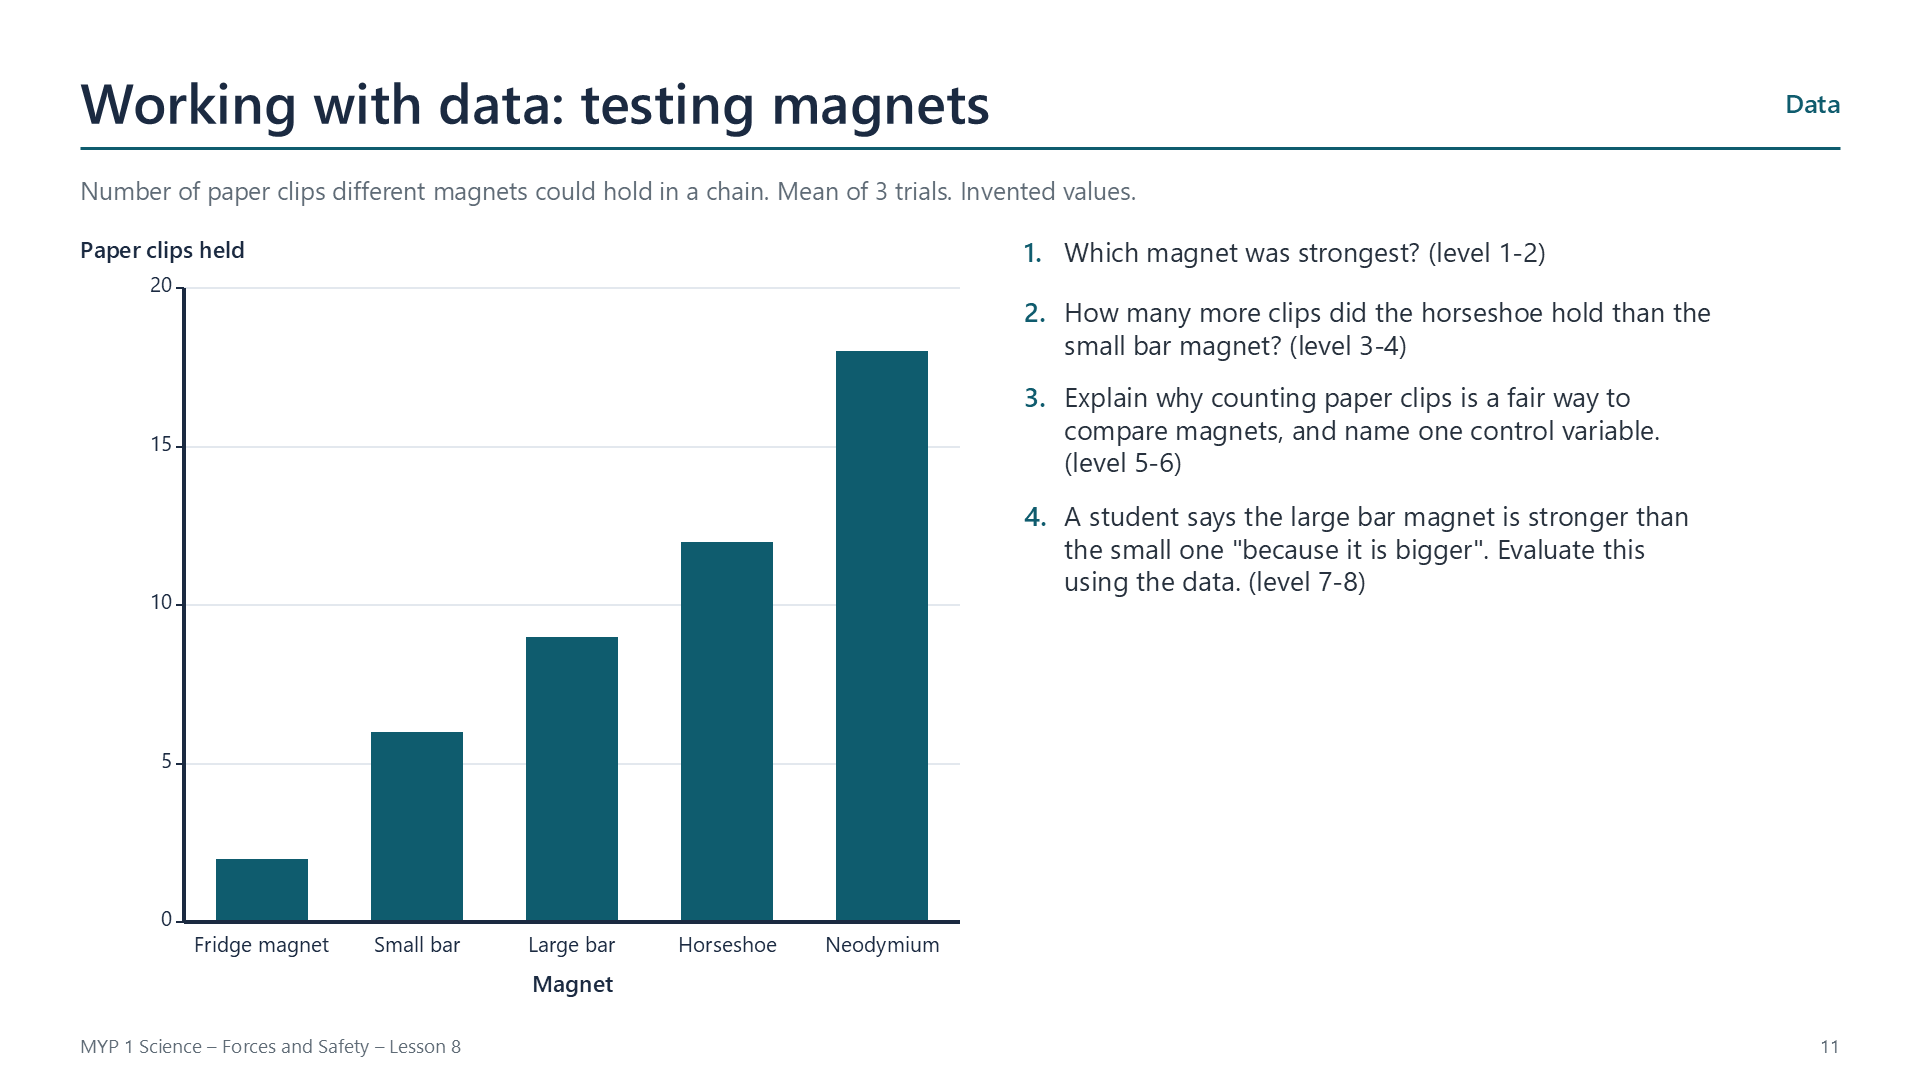 Working with data: testing magnets
Data
Number of paper clips different magnets could hold in a chain. Mean of 3 trials. Invented values.
Paper clips held
20
15
10
5
0
Fridge magnet
Small bar
Large bar
Horseshoe
Neodymium
Magnet
1. Which magnet was strongest? (level 1-2)
2. How many more clips did the horseshoe hold than the
small bar magnet? (level 3-4)
3. Explain why counting paper clips is a fair way to
compare magnets, and name one control variable.
(level 5-6)
4. A student says the large bar magnet is stronger than
the small one "because it is bigger". Evaluate this
using the data. (level 7-8)
MYP 1 Science – Forces and Safety – Lesson 8
11